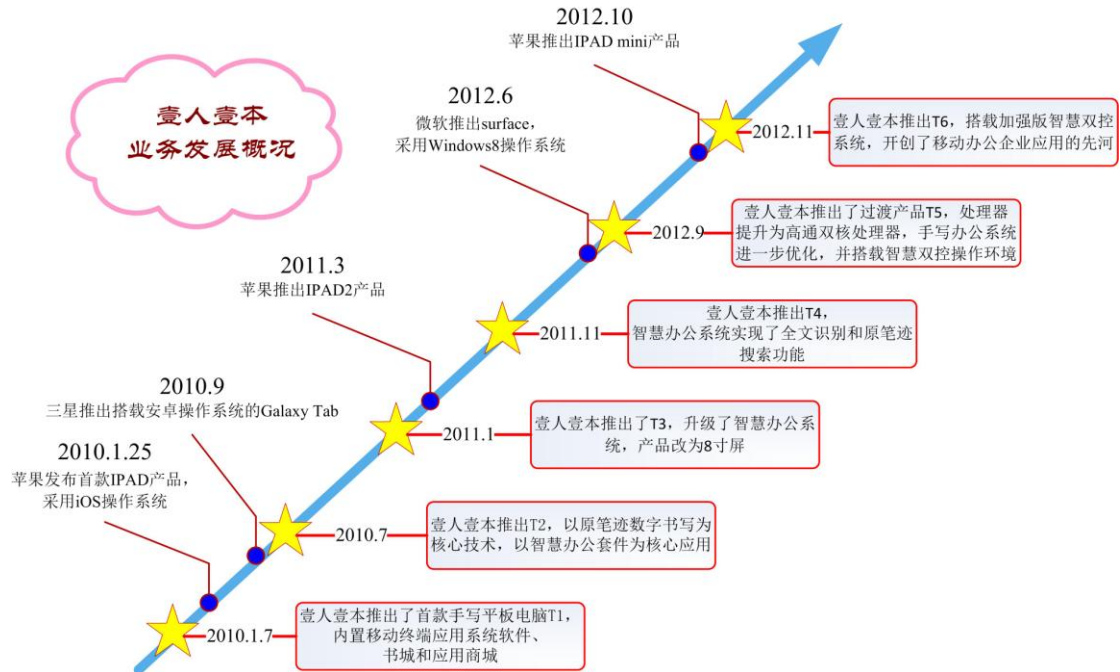 壹人壹本
业务发展概况
2012.10
苹果推出IPAD mini产品
2012.6
微软推出surface，
采用Windows8操作系统
2012.11
壹人壹本推出T6，搭载加强版智慧双控
系统，开创了移动办公企业应用的先河
2012.9
壹人壹本推出了过渡产品T5，处理器
提升为高通双核处理器，手写办公系统
进一步优化，并搭载智慧双控操作环境
2011.3
苹果推出IPAD2产品
2011.11
壹人壹本推出T4，
智慧办公系统实现了全文识别和原笔迹
搜索功能
2010.9
三星推出搭载安卓操作系统的Galaxy Tab
2011.1
壹人壹本推出了T3，升级了智慧办公系
统，产品改为8寸屏
2010.1.25
苹果发布首款IPAD产品，
采用iOS操作系统
2010.7
壹人壹本推出T2，以原笔迹数字书写为
核心技术，以智慧办公套件为核心应用
2010.1.7
壹人壹本推出了首款手写平板电脑T1，
内置移动终端应用系统软件、
书城和应用商城